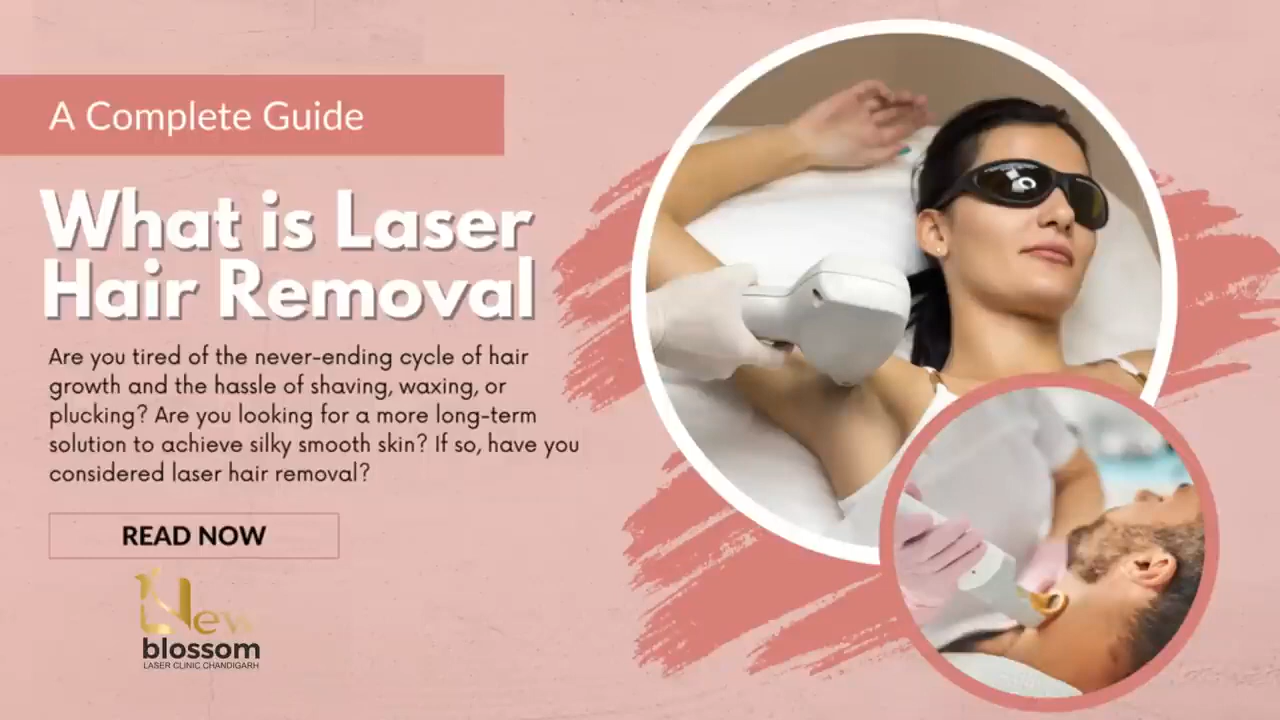 A Complete Guide
What is Laser
Hair Removal
Are you tired of the never-ending cycle of hair
growth and the hassle of shaving, waxing, or
plucking? Are you looking for a more long-term
solution to achieve silky smooth skin? If so, have you
considered laser hair removal?
READ NOW
New
blossom
LASER CLINIC CHANDIGARH